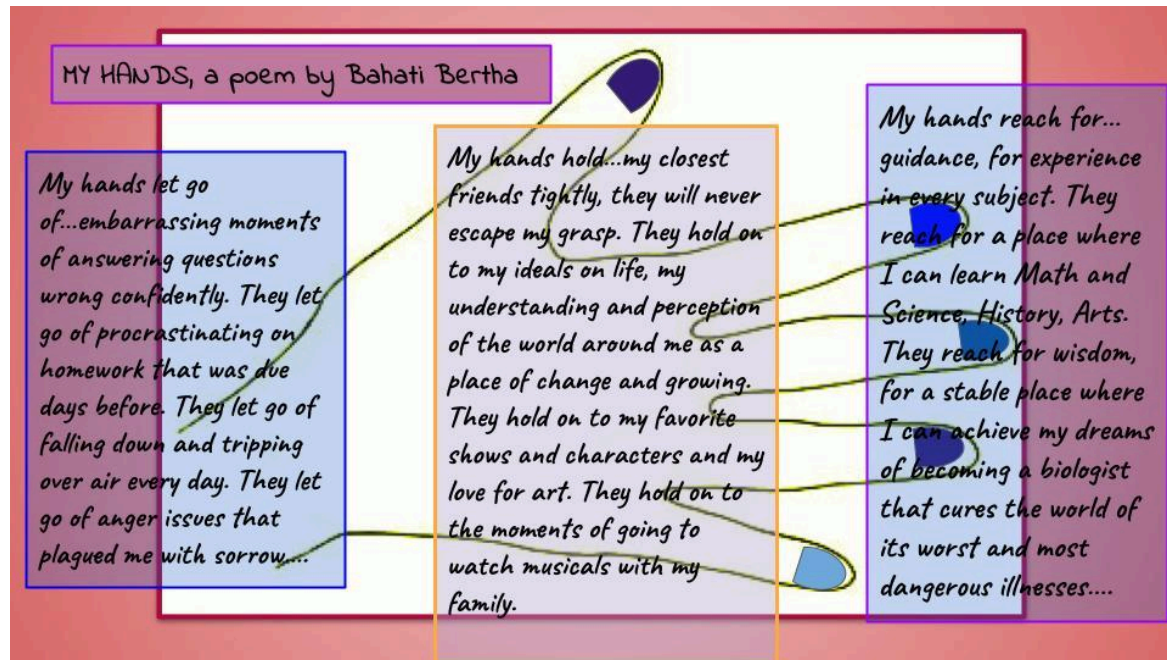 MY HANDS, a poem by Bahati Bertha
My hands let go
of...embarrassing moments
of answering questions
wrong confidently. They let
go of procrastinating on
homework that was due
days before. They let go of
falling down and tripping
over air every day. They let
go of anger issues that
plagued me with sorrow....
My hands hold...my closest
friends tightly, they will never
escape my grasp. They hold on
to my ideals on life, my
understanding and perception
of the world around me as a
place of change and growing.
They hold on to my favorite
shows and characters and my
love for art. They hold on to
the moments of going to
watch musicals with my
family.
My hands reach for...
guidance, for experience
in every subject. They
reach for a place where
I can learn Math and
Science, History, Arts.
They reach for wisdom,
for a stable place where
I can achieve my dreams
of becoming a biologist
that cures the world of
its worst and most
dangerous illnesses....